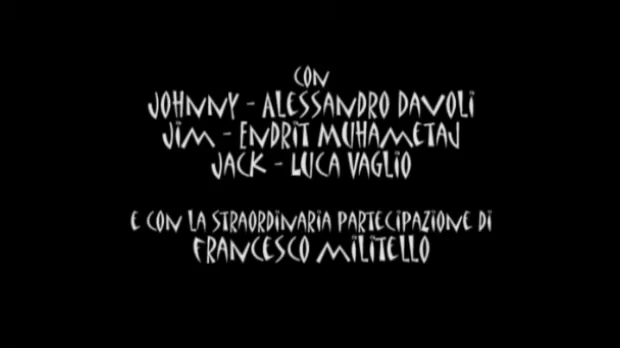 CON
JOHNNY - ALESSANDRO DAVOLI
JIM - ENDRIT MUHAMETAJ
JACK - LUCA VAGLIO
E CON LA STRAORDINARIA PARTECIPAZIONE DI
FRANCESCO MILITELLO